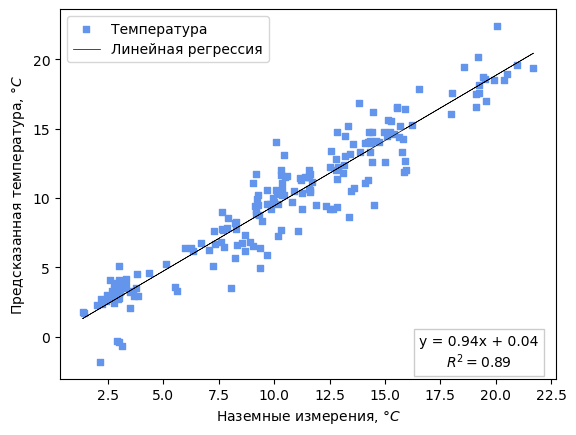 Температура
Линейная регрессия
20
15
10
5
0
Предсказанная температура, °C
y = 0.94x + 0.04
R² = 0.89
2.5 5.0 7.5 10.0 12.5 15.0 17.5 20.0 22.5
Наземные измерения, °C